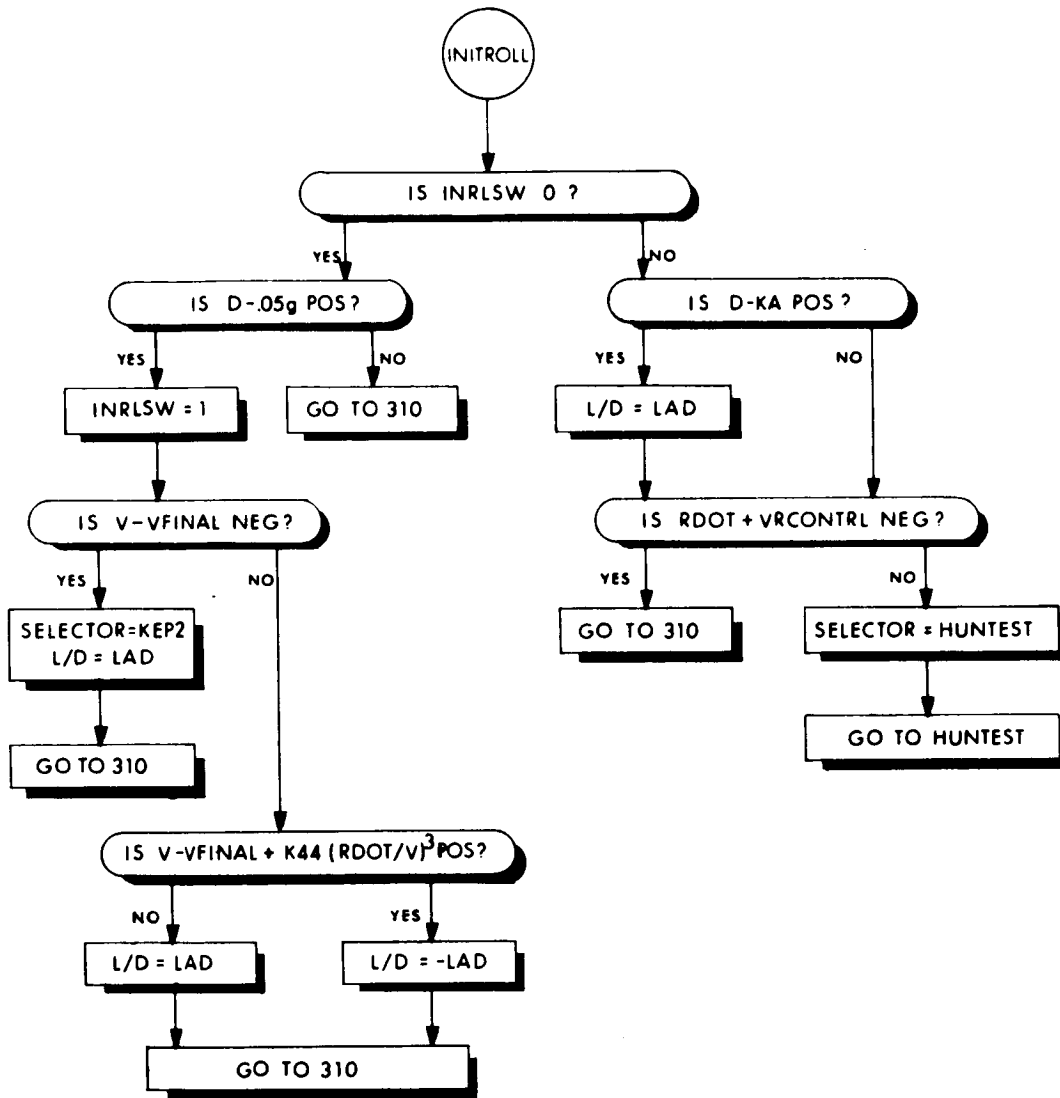 INITROLL
IS INRLSW 0 ?
YES
NO
IS D-.05g POS?
IS D-KA POS?
YES
NO
YES
NO
INRLSW = 1
GO TO 310
L/D = LAD
IS V-VFINAL NEG?
IS RDOT + VRCONTRL NEG?
YES
NO
YES
NO
SELECTOR=KEP2
L/D = LAD
GO TO 310
SELECTOR = HUNTEST
GO TO 310
GO TO HUNTEST
IS V-VFINAL + K44 (RDOT/V)³ POS?
NO
YES
L/D = LAD
L/D = -LAD
GO TO 310